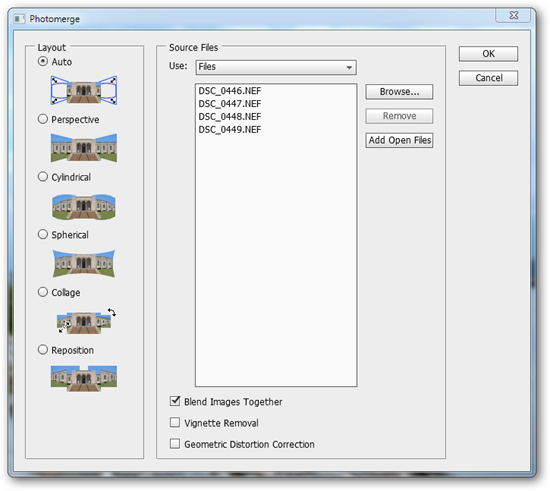 Photomerge
Layout
Auto
Perspective
Cylindrical
Spherical
Collage
Reposition
Source Files
Use: Files
DSC_0446.NEF
DSC_0447.NEF
DSC_0448.NEF
DSC_0449.NEF
Browse...
Remove
Add Open Files
Blend Images Together
Vignette Removal
Geometric Distortion Correction
OK
Cancel